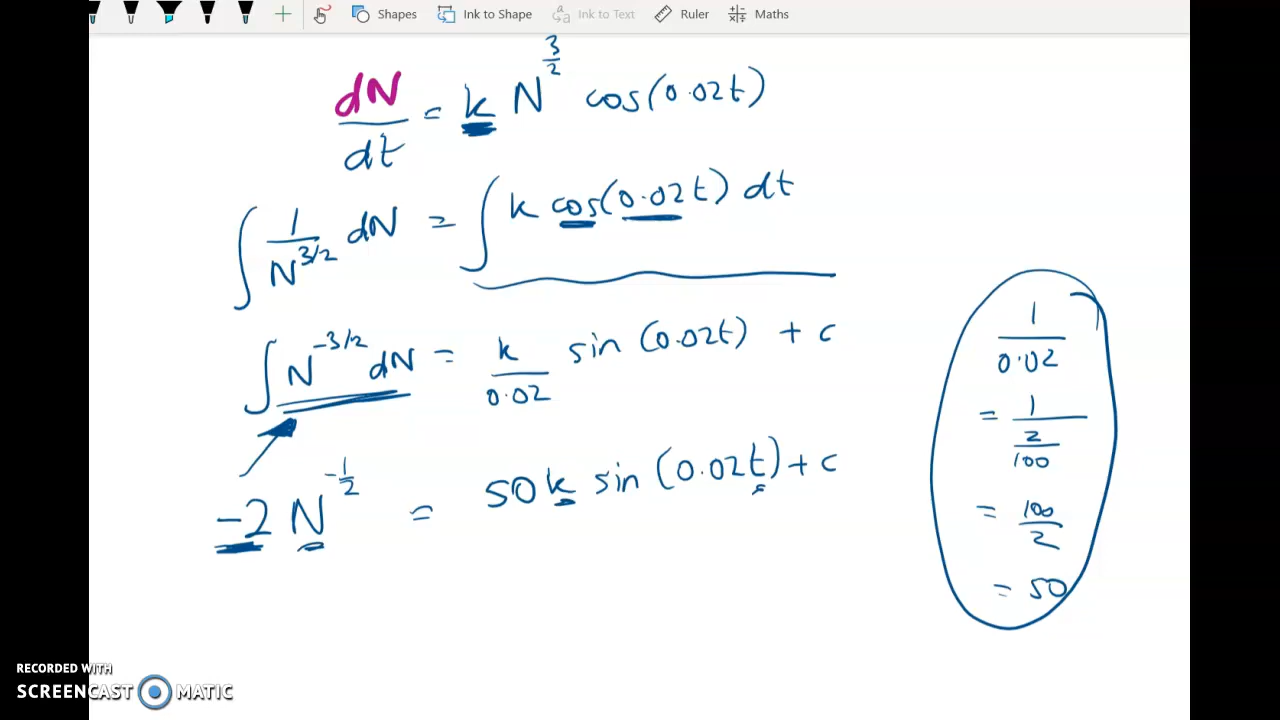 Shapes Ink to Shape Ink to Text Ruler Maths
dN/dt = k N^(3/2) cos(0.02t)
∫ 1/N^(3/2) dN = ∫ k cos(0.02t) dt
∫ N^(-3/2) dN = k/0.02 sin (0.02t) + c
-2 N^(-1/2) = 50k sin (0.02t) + c
1/0.02
= 1/(2/100)
= 100/2
= 50
RECORDED WITH
SCREENCAST MATIC